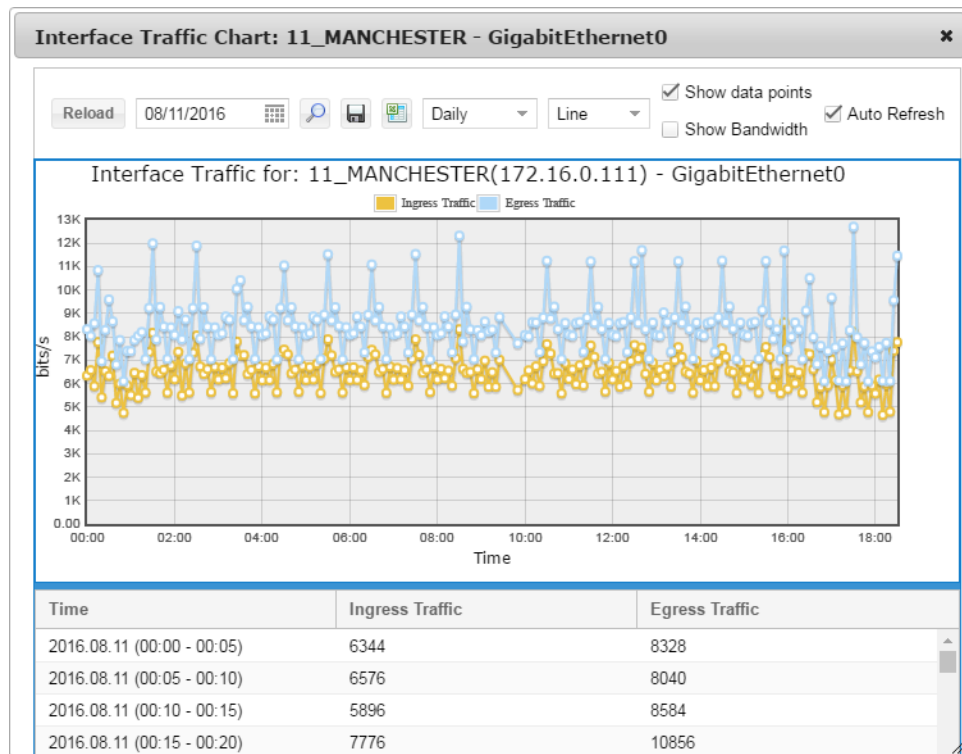 Interface Traffic Chart: 11_MANCHESTER - GigabitEthernet0
Reload 08/11/2016 Daily Line Show data points Show Bandwidth Auto Refresh
Interface Traffic for: 11_MANCHESTER(172.16.0.111) - GigabitEthernet0
Ingress Traffic Egress Traffic
13K
12K
11K
10K
9K
8K
7K
6K
5K
4K
3K
2K
1K
0.00
bits/s
00:00 02:00 04:00 06:00 08:00 10:00 12:00 14:00 16:00 18:00
Time
Time Ingress Traffic Egress Traffic
2016.08.11 (00:00 - 00:05) 6344 8328
2016.08.11 (00:05 - 00:10) 6576 8040
2016.08.11 (00:10 - 00:15) 5896 8584
2016.08.11 (00:15 - 00:20) 7776 10856